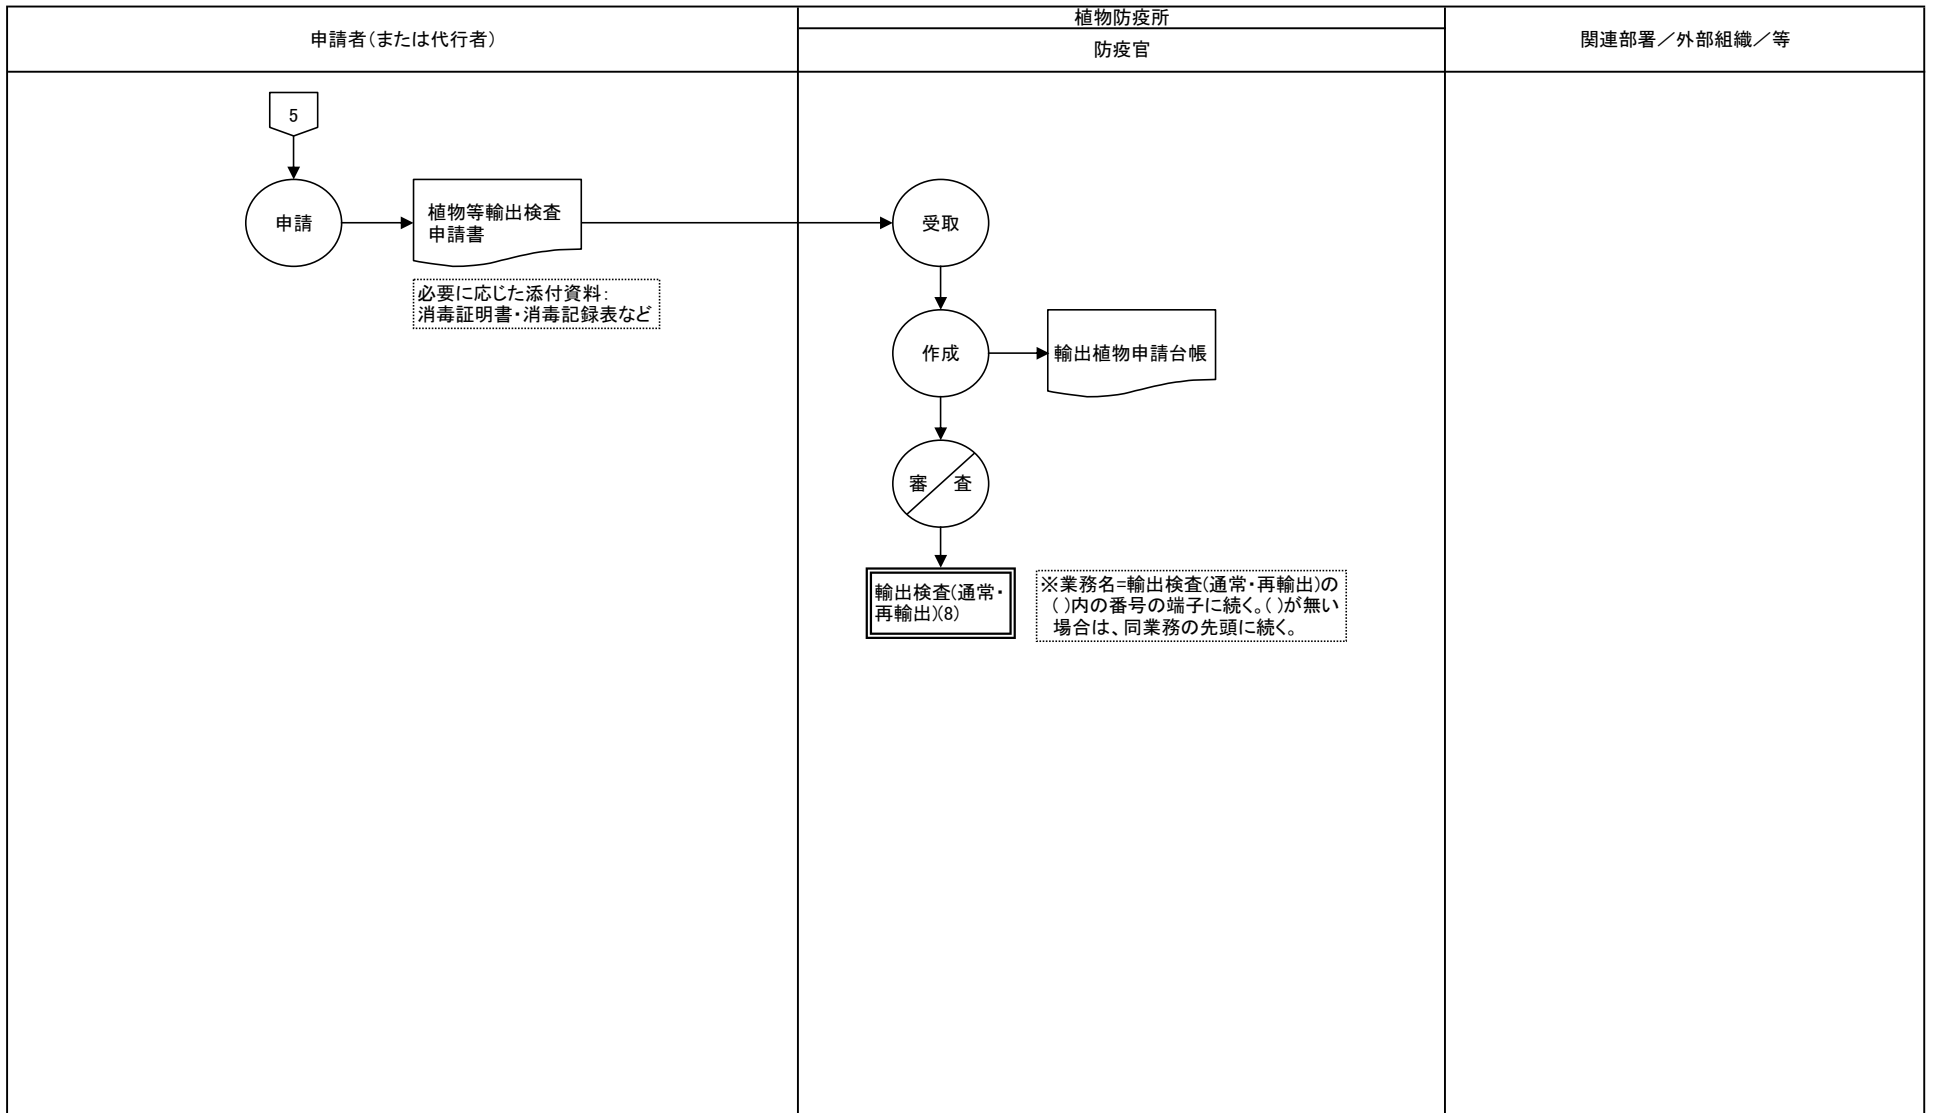 申請者(または代行者)
植物防疫所
防疫官
関連部署／外部組織／等
5
申請
植物等輸出検査
申請書
受取
必要に応じた添付資料:
消毒証明書・消毒記録表など
作成
輸出植物申請台帳
審 査
輸出検査(通常・
再輸出)(8)
※業務名=輸出検査(通常・再輸出)の
( )内の番号の端子に続く。( )が無い
場合は、同業務の先頭に続く。